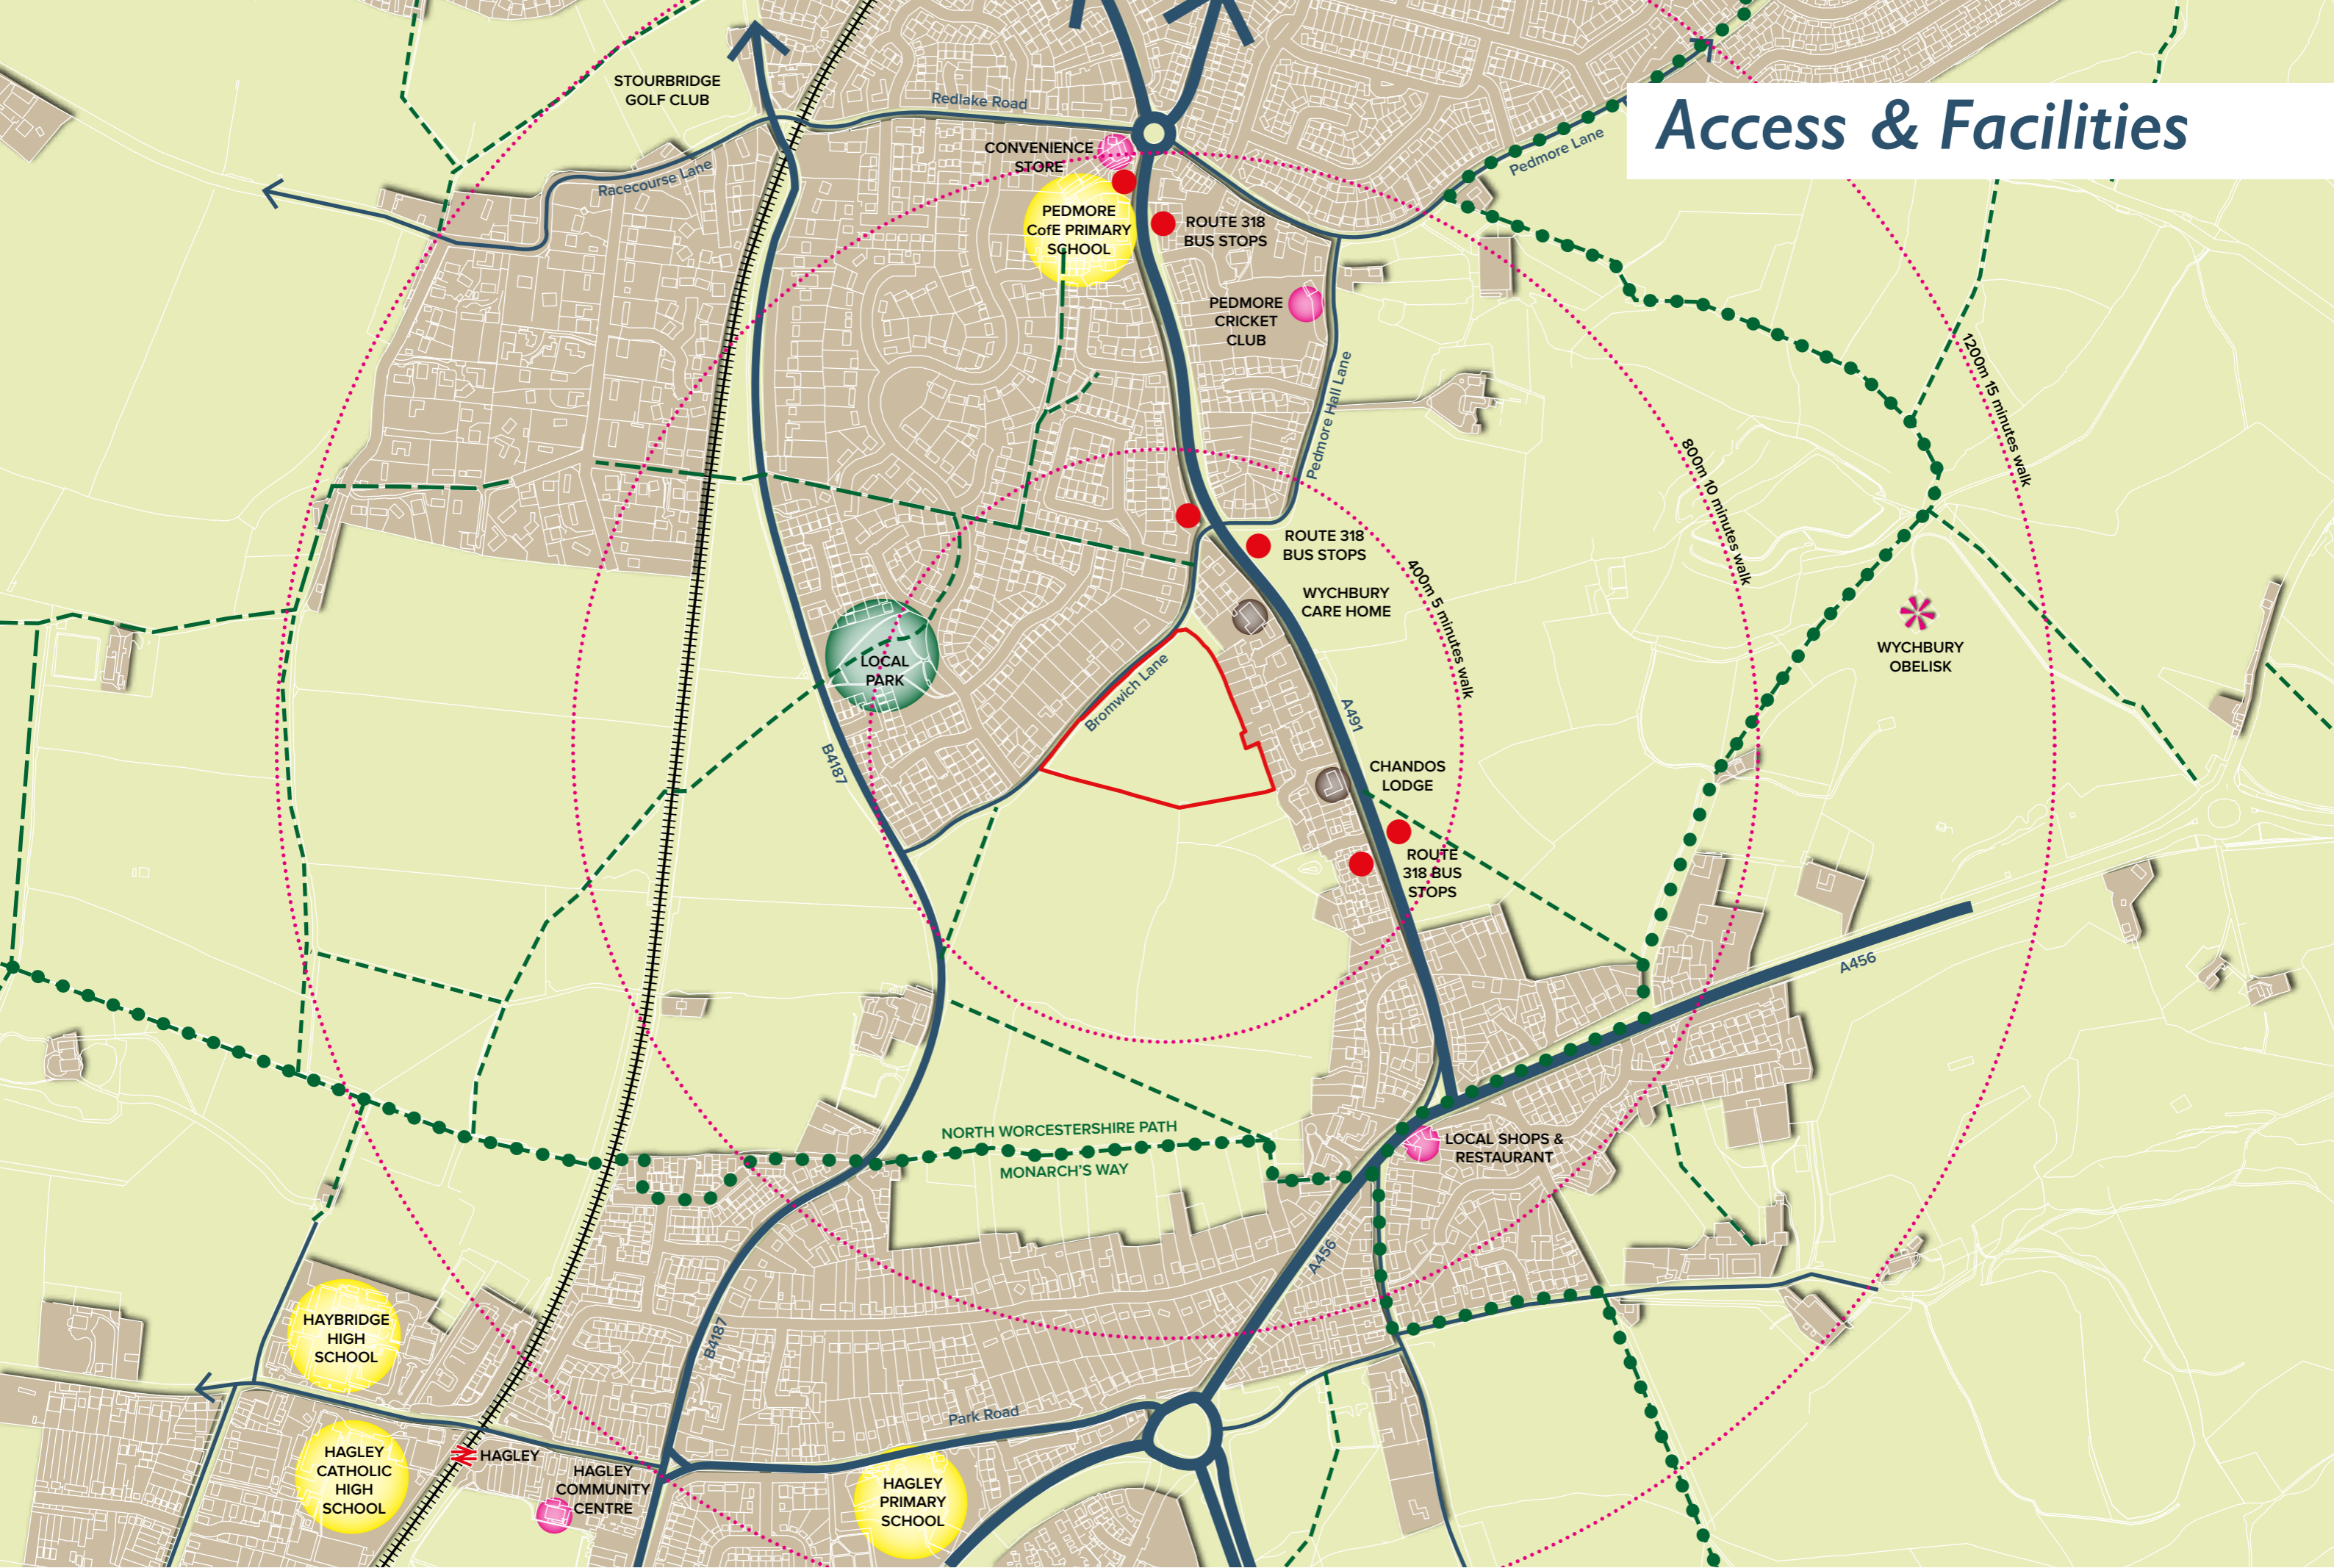 Access & Facilities
STOURBRIDGE
GOLF CLUB
Redlake Road
Racecourse Lane
CONVENIENCE
STORE
Pedmore Lane
PEDMORE
CofE PRIMARY
SCHOOL
ROUTE 318
BUS STOPS
PEDMORE
CRICKET
CLUB
Pedmore Hall Lane
1200m 15 minutes walk
800m 10 minutes walk
400m 5 minutes walk
ROUTE 318
BUS STOPS
WYCHBURY
CARE HOME
WYCHBURY
OBELISK
LOCAL
PARK
Bromwich Lane
A491
B4187
CHANDOS
LODGE
ROUTE
318 BUS
STOPS
A456
NORTH WORCESTERSHIRE PATH
MONARCH'S WAY
LOCAL SHOPS &
RESTAURANT
A456
B4187
HAYBRIDGE
HIGH
SCHOOL
Park Road
HAGLEY
CATHOLIC
HIGH
SCHOOL
HAGLEY
HAGLEY
COMMUNITY
CENTRE
HAGLEY
PRIMARY
SCHOOL